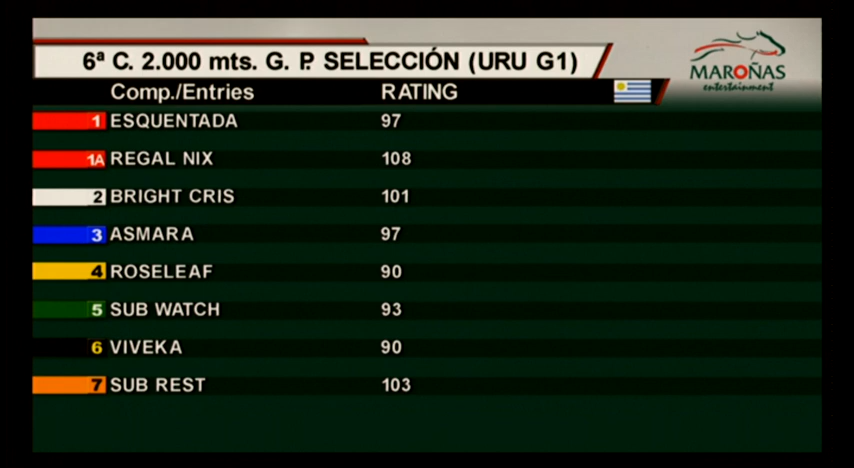 6ª C. 2.000 mts. G. P. SELECCIÓN (URU G1)
MAROÑAS
entertainment
Comp./Entries RATING
1 ESQUENTADA 97
1A REGAL NIX 108
2 BRIGHT CRIS 101
3 ASMARA 97
4 ROSELEAF 90
5 SUB WATCH 93
6 VIVEKA 90
7 SUB REST 103